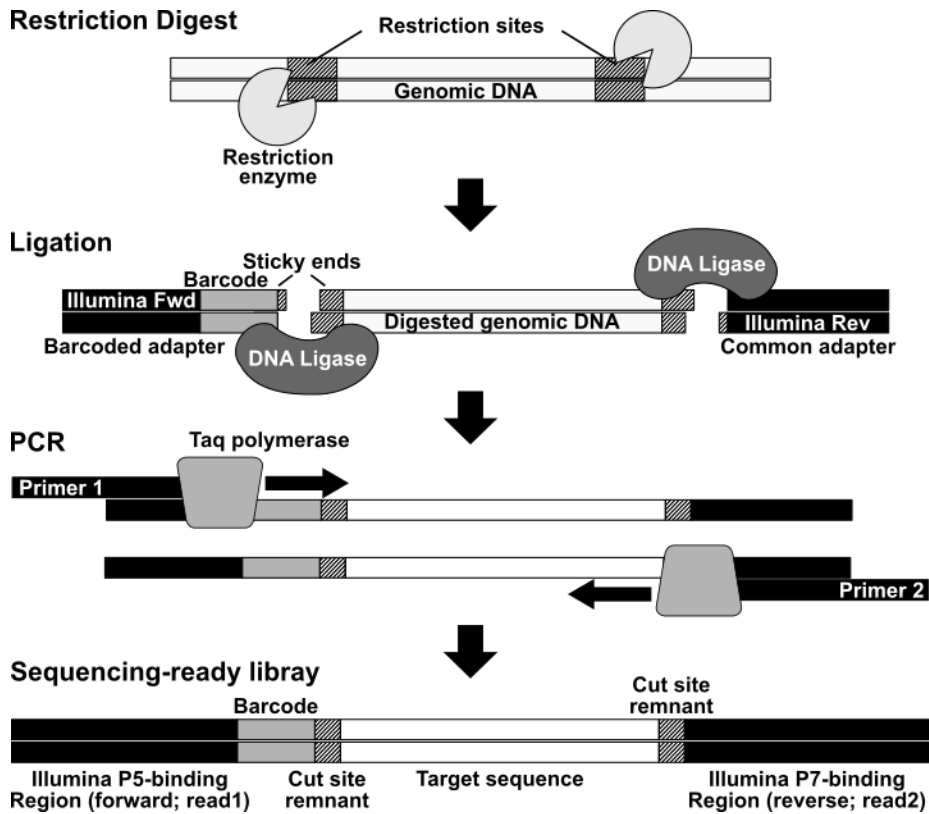 Restriction Digest
Restriction sites
Genomic DNA
Restriction
enzyme
Ligation
Sticky ends
Barcode
DNA Ligase
Illumina Fwd
Digested genomic DNA
Illumina Rev
Barcoded adapter
DNA Ligase
Common adapter
PCR
Taq polymerase
Primer 1
Primer 2
Sequencing-ready libray
Barcode
Cut site
remnant
Illumina P5-binding
Region (forward; read1)
Cut site
remnant
Target sequence
Illumina P7-binding
Region (reverse; read2)